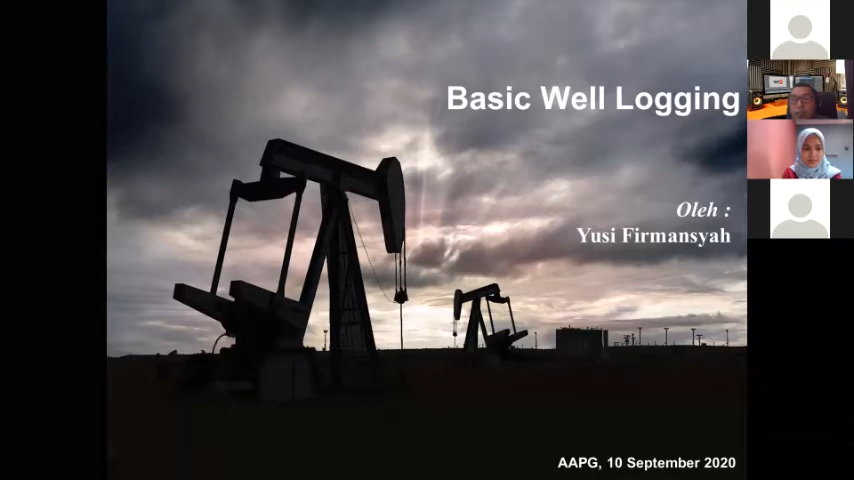 Basic Well Logging
Oleh :
Yusi Firmansyah
AAPG, 10 September 2020